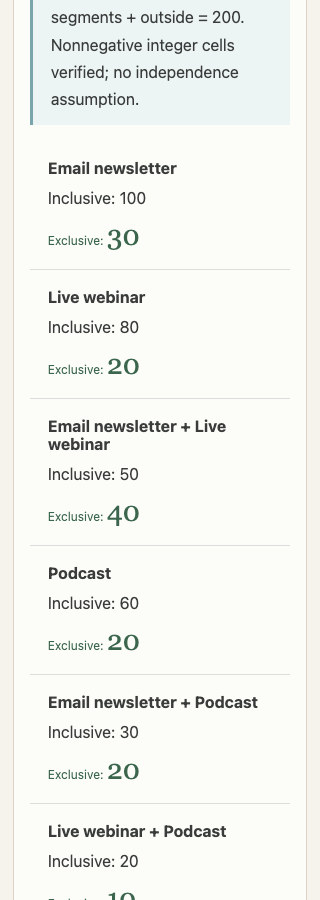 segments + outside = 200.
Nonnegative integer cells
verified; no independence
assumption.
Email newsletter
Inclusive: 100
Exclusive: 30
Live webinar
Inclusive: 80
Exclusive: 20
Email newsletter + Live
webinar
Inclusive: 50
Exclusive: 40
Podcast
Inclusive: 60
Exclusive: 20
Email newsletter + Podcast
Inclusive: 30
Exclusive: 20
Live webinar + Podcast
Inclusive: 20
Exclusive: 10